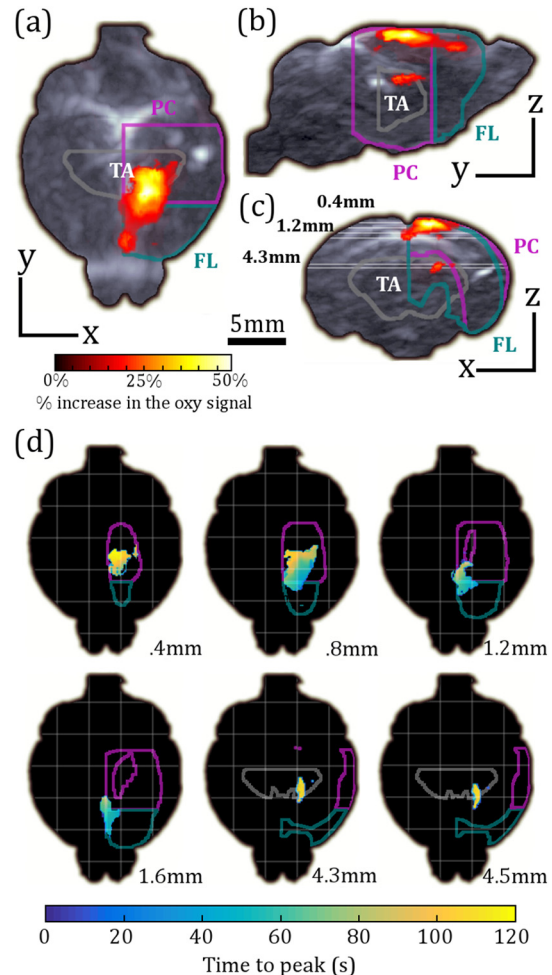 (a)
PC
TA
FL
y
x
5mm
0%
25%
50%
% increase in the oxy signal
(b)
TA
FL
PC
y
z
(c)
0.4mm
1.2mm
4.3mm
PC
TA
FL
z
x
(d)
.4mm
.8mm
1.2mm
1.6mm
4.3mm
4.5mm
0 20 40 60 80 100 120
Time to peak (s)